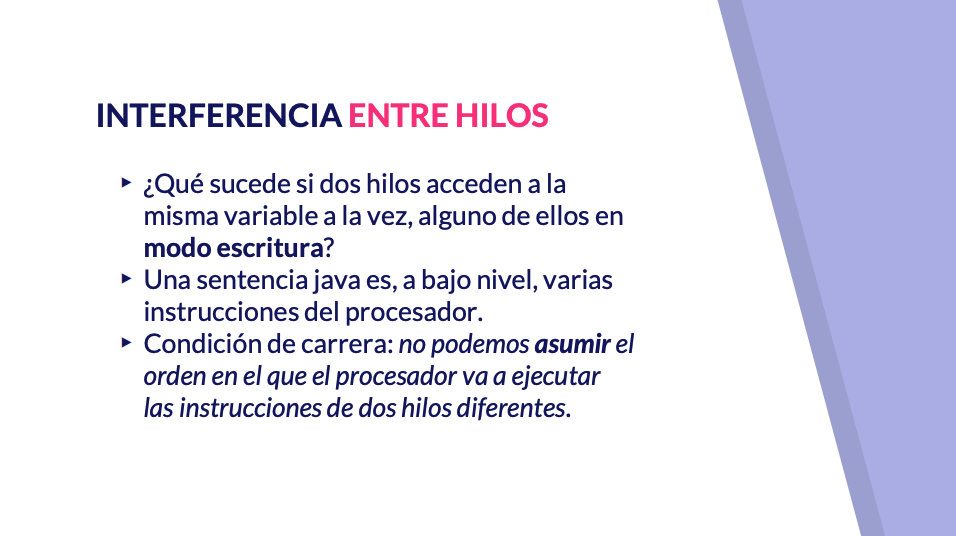 INTERFERENCIA ENTRE HILOS
▸ ¿Qué sucede si dos hilos acceden a la
misma variable a la vez, alguno de ellos en
modo escritura?
▸ Una sentencia java es, a bajo nivel, varias
instrucciones del procesador.
▸ Condición de carrera: no podemos asumir el
orden en el que el procesador va a ejecutar
las instrucciones de dos hilos diferentes.